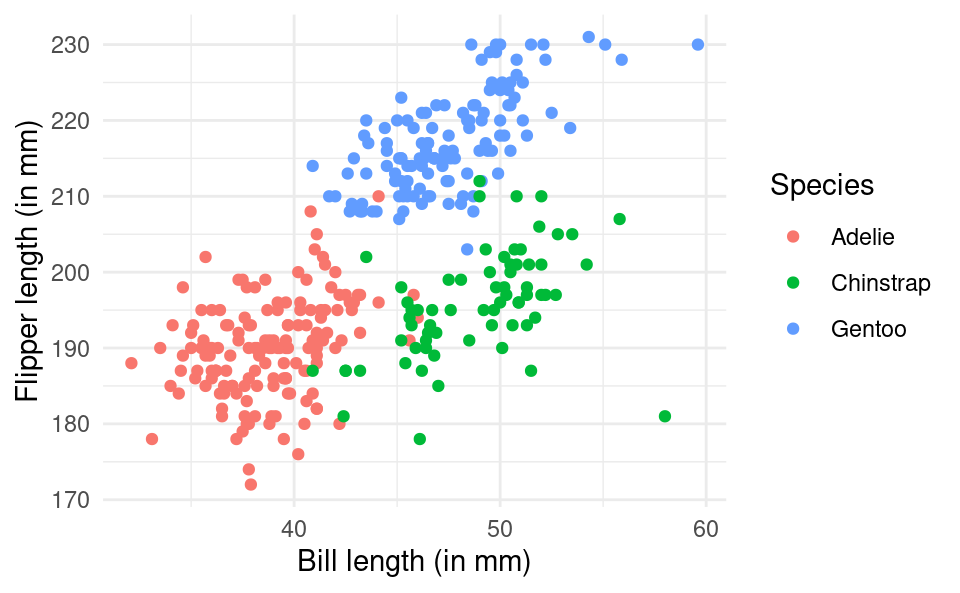 230
220
210
200
190
180
170
Flipper length (in mm)
40 50 60
Bill length (in mm)
Species
Adelie
Chinstrap
Gentoo